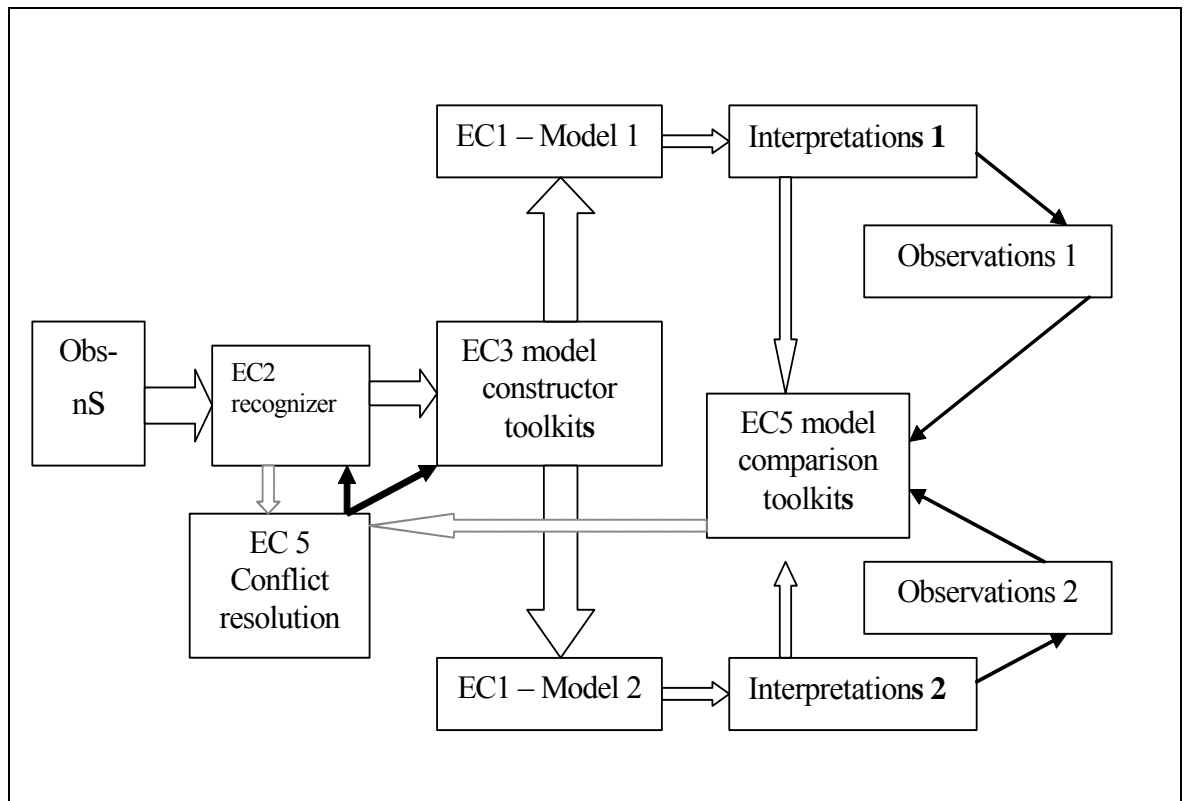 EC1 – Model 1
Interpretations 1
Observations 1
Obs-
nS
EC2
recognizer
EC3 model
constructor
toolkits
EC5 model
comparison
toolkits
EC 5
Conflict
resolution
Observations 2
EC1 – Model 2
Interpretations 2